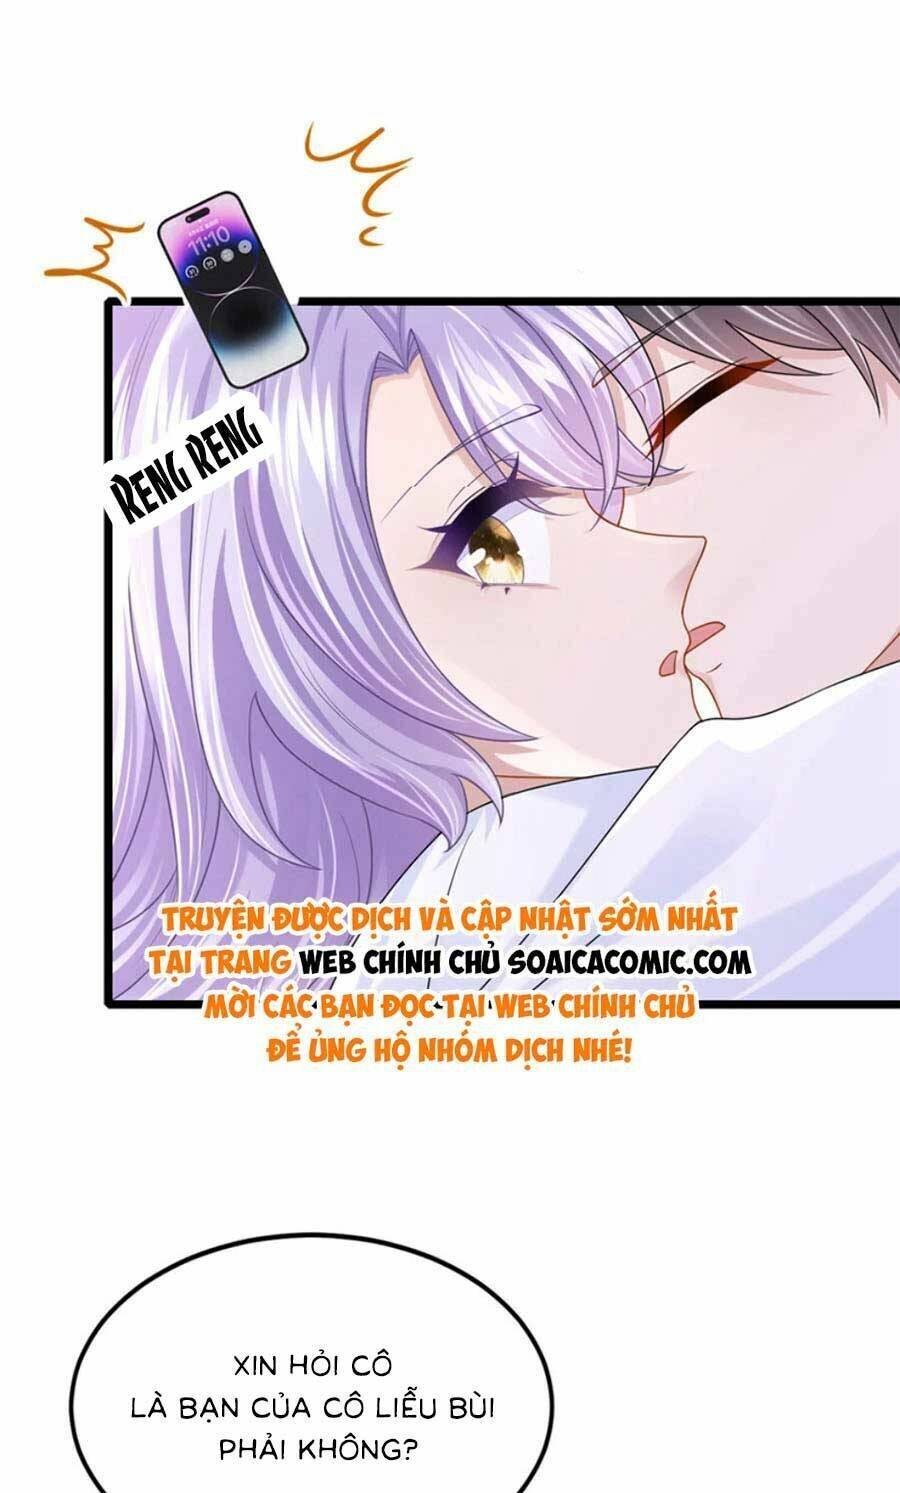 11:10
RENG RENG
TRUYỆN ĐƯỢC DỊCH VÀ CẬP NHẬT SỚM NHẤT
TẠI TRANG WEB CHÍNH CHỦ SOAICACOMIC.COM
MỜI CÁC BẠN ĐỌC TẠI WEB CHÍNH CHỦ
ĐỂ ỦNG HỘ NHÓM DỊCH NHÉ!
XIN HỎI CÔ
LÀ BẠN CỦA CÔ LIỄU BÙI
PHẢI KHÔNG?